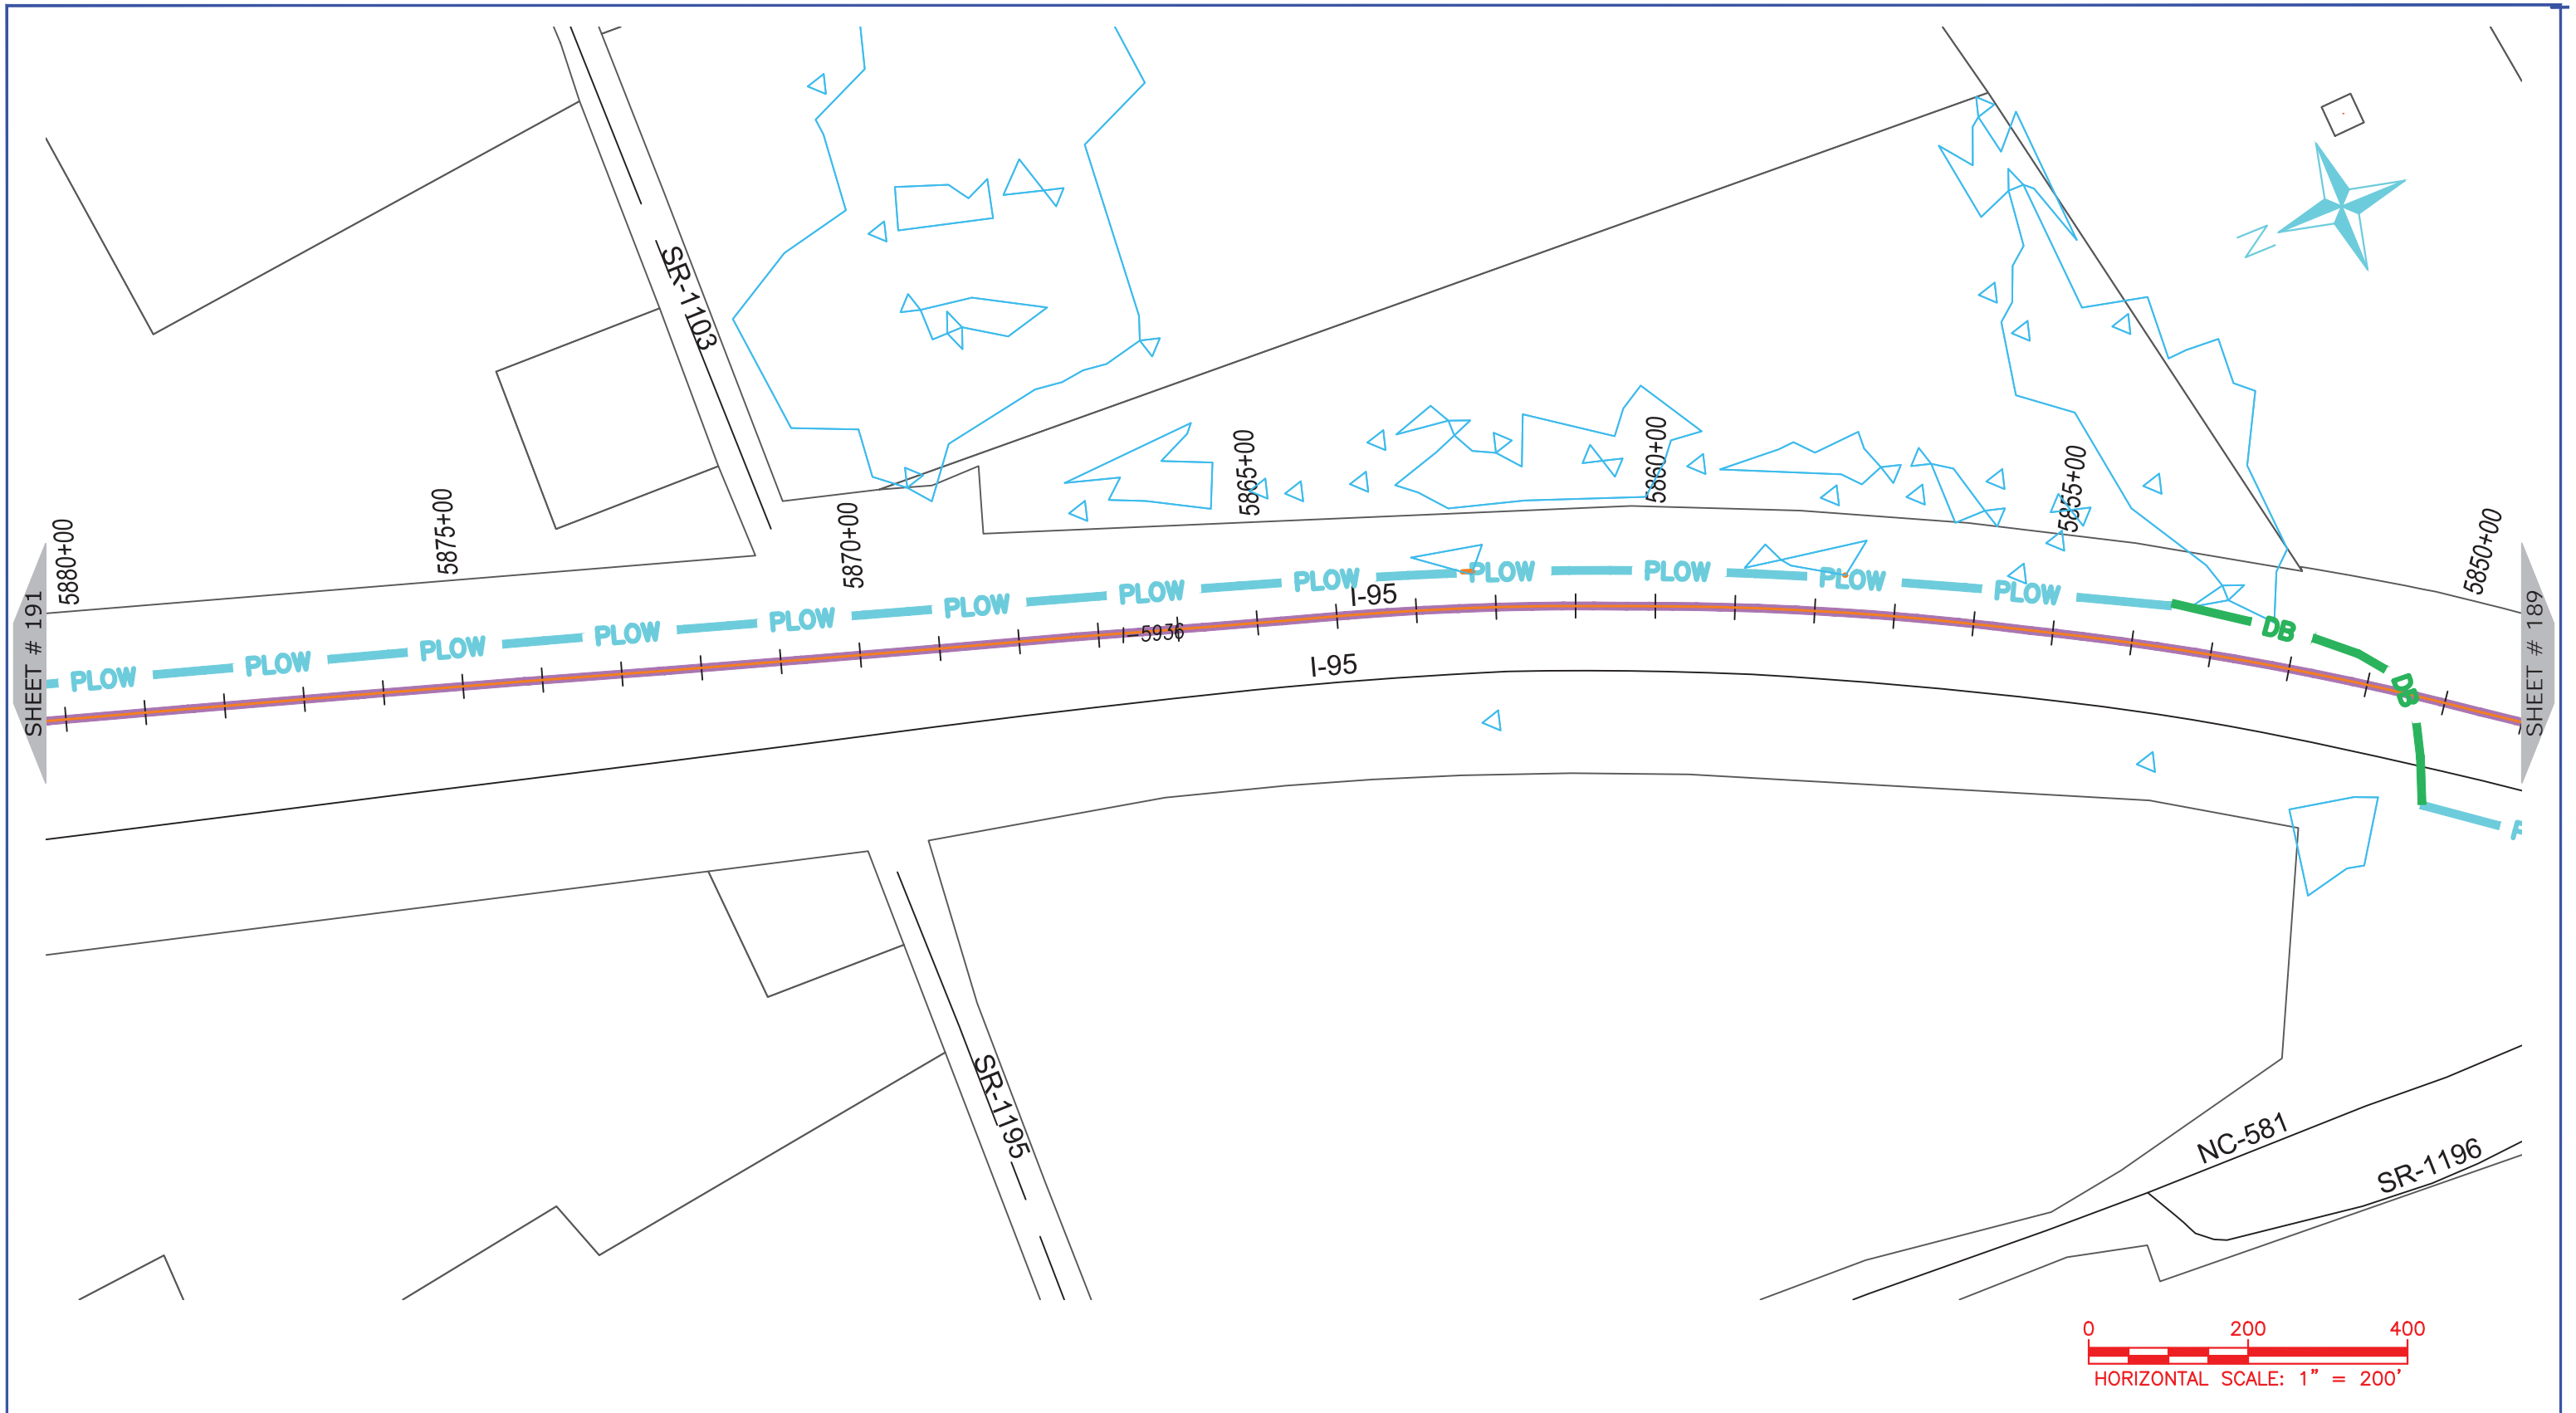 SR-1103
N
5880+00
5875+00
5870+00
5865+00
5860+00
5855+00
5850+00
SHEET # 191
SHEET # 189
PLOW PLOW PLOW PLOW PLOW PLOW PLOW PLOW PLOW PLOW PLOW PLOW
DB
DB
I-95
I-5936
I-95
SR-1195
NC-581
SR-1196
0 200 400
HORIZONTAL SCALE: 1" = 200'